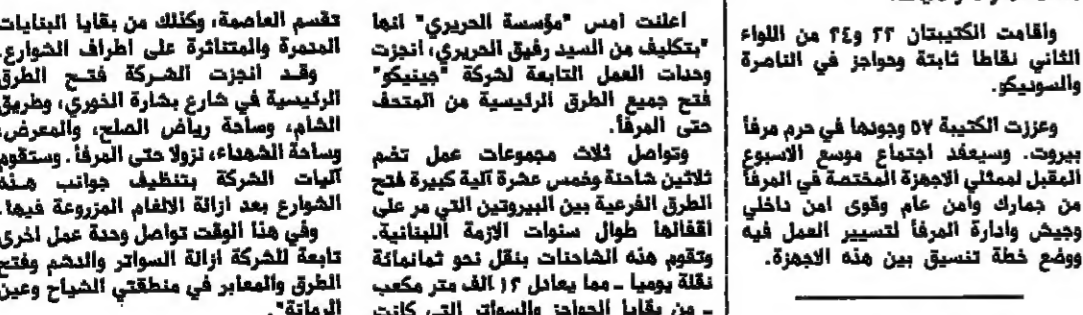 واقامت الكتيبتان ٢٢ و٢٤ من اللواء
الثاني نقاطا ثابتة وحواجز في الناصرة
والسوديكو.
وعززت الكتيبة ٥٧ وجودها في حرم مرفأ
بيروت. وسيعقد اجتماع موسع الاسبوع
المقبل لممثلي الاجهزة المختصة في المرفأ
من جمارك وأمن عام وقوى امن داخلي
وجيش وادارة المرفأ لتسيير العمل فيه
ووضع خطة تنسيق بين هذه الاجهزة.
اعلنت امس "مؤسسة الحريري" انها
"بتكليف من السيد رفيق الحريري، انجزت
وحدات العمل التابعة لشركة "جينيكو"
فتح جميع الطرق الرئيسية من المتحف
حتى المرفأ.
وتواصل ثلاث مجموعات عمل تضم
ثلاثين شاحنة وخمس عشرة آلية كبيرة فتح
الطرق الفرعية بين البيروتين التي مر على
اقفالها طوال سنوات الازمة اللبنانية.
وتقوم هذه الشاحنات بنقل نحو ثمانمائة
نقلة يوميا ـ مما يعادل ١٢ الف متر مكعب
ـ من بقايا الحواجز والسواتر التي كانت
تقسم العاصمة، وكذلك من بقايا البنايات
المدمرة والمتناثرة على اطراف الشوارع.
وقد انجزت الشركة فتح الطرق
الرئيسية في شارع بشارة الخوري، وطريق
الشام، وساحة رياض الصلح، والمعرض،
وساحة الشهداء، نزولا حتى المرفأ. وستقوم
آليات الشركة بتنظيف جوانب هذه
الشوارع بعد ازالة الالغام المزروعة فيها.
وفي هذا الوقت تواصل وحدة عمل اخرى
تابعة للشركة ازالة السواتر والدشم وفتح
الطرق والمعابر في منطقتي الشياح وعين
الرمانة".